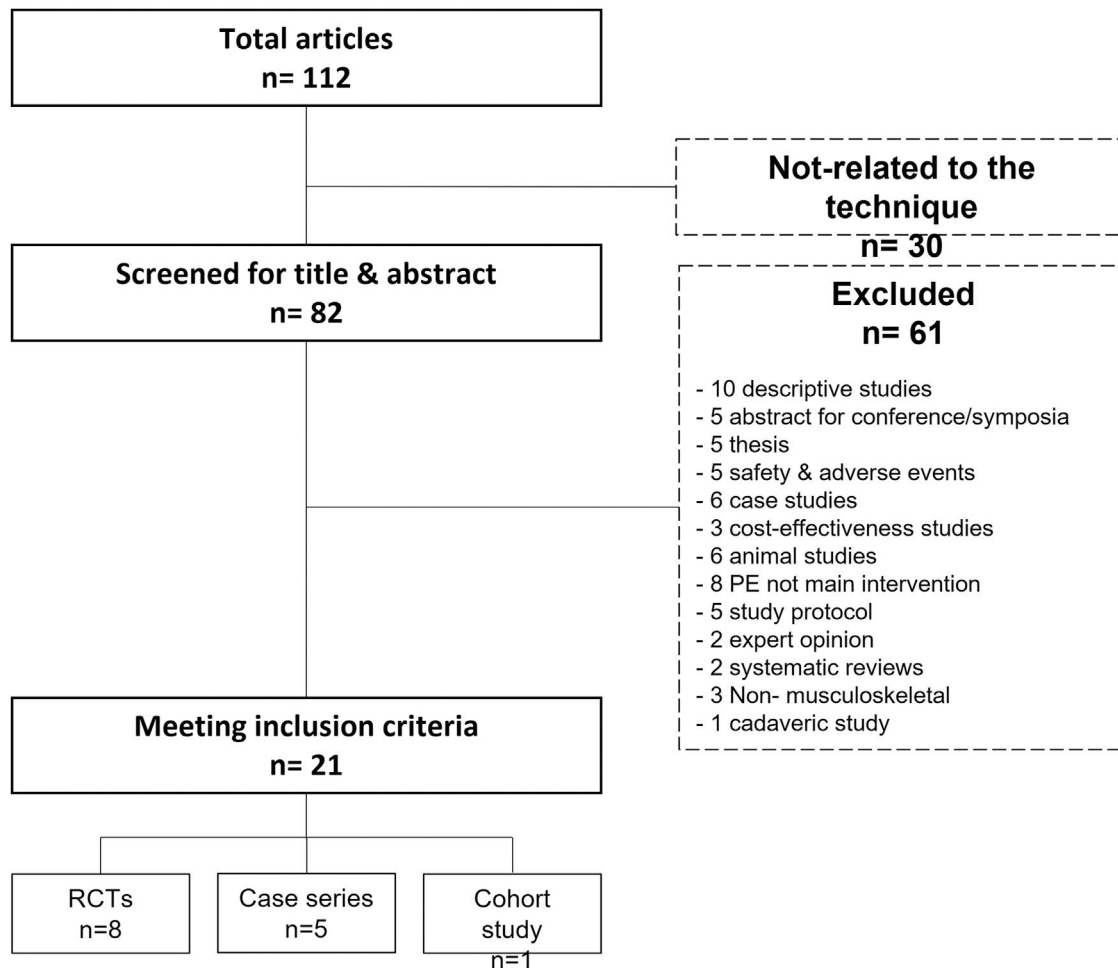 Total articles
n= 112
Not-related to the
technique
n= 30
Screened for title & abstract
n= 82
Excluded
n= 61
- 10 descriptive studies
- 5 abstract for conference/symposia
- 5 thesis
- 5 safety & adverse events
- 6 case studies
- 3 cost-effectiveness studies
- 6 animal studies
- 8 PE not main intervention
- 5 study protocol
- 2 expert opinion
- 2 systematic reviews
- 3 Non- musculoskeletal
- 1 cadaveric study
Meeting inclusion criteria
n= 21
RCTs
n=8
Case series
n=5
Cohort
study
n=1